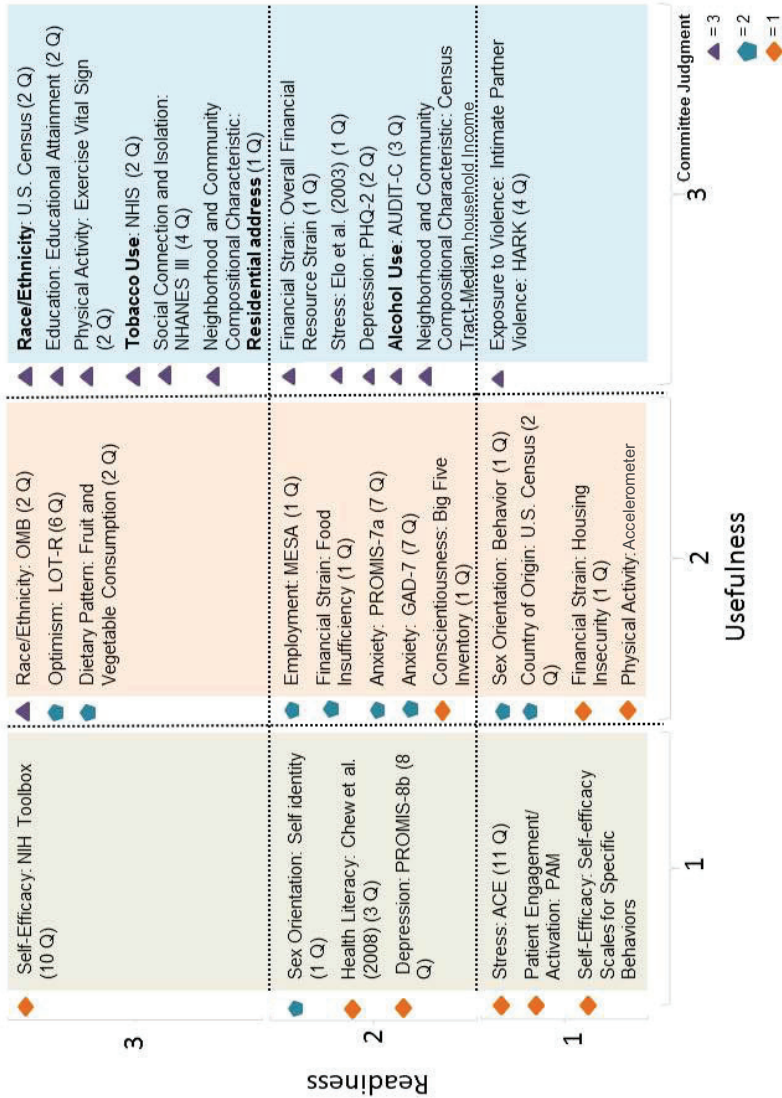 Readiness
3
Self-Efficacy: NIH Toolbox
(10 Q)
Race/Ethnicity: OMB (2 Q)
Optimism: LOT-R (6 Q)
Dietary Pattern: Fruit and
Vegetable Consumption (2 Q)
Race/Ethnicity: U.S. Census (2 Q)
Education: Educational Attainment (2 Q)
Physical Activity: Exercise Vital Sign
(2 Q)
Tobacco Use: NHIS (2 Q)
Social Connection and Isolation:
NHANES III (4 Q)
Neighborhood and Community
Compositional Characteristic:
Residential address (1 Q)
2
Sex Orientation: Self identity
(1 Q)
Health Literacy: Chew et al.
(2008) (3 Q)
Depression: PROMIS-8b (8
Q)
Employment: MESA (1 Q)
Financial Strain: Food
Insufficiency (1 Q)
Anxiety: PROMIS-7a (7 Q)
Anxiety: GAD-7 (7 Q)
Conscientiousness: Big Five
Inventory (1 Q)
Financial Strain: Overall Financial
Resource Strain (1 Q)
Stress: Elo et al. (2003) (1 Q)
Depression: PHQ-2 (2 Q)
Alcohol Use: AUDIT-C (3 Q)
Neighborhood and Community
Compositional Characteristic: Census
Tract-Median household Income
1
Stress: ACE (11 Q)
Patient Engagement/
Activation: PAM
Self-Efficacy: Self-efficacy
Scales for Specific
Behaviors
Sex Orientation: Behavior (1 Q)
Country of Origin: U.S. Census (2
Q)
Financial Strain: Housing
Insecurity (1 Q)
Physical Activity: Accelerometer
Exposure to Violence: Intimate Partner
Violence: HARK (4 Q)
1
2
3
Usefulness
Committee Judgment
= 3
= 2
= 1